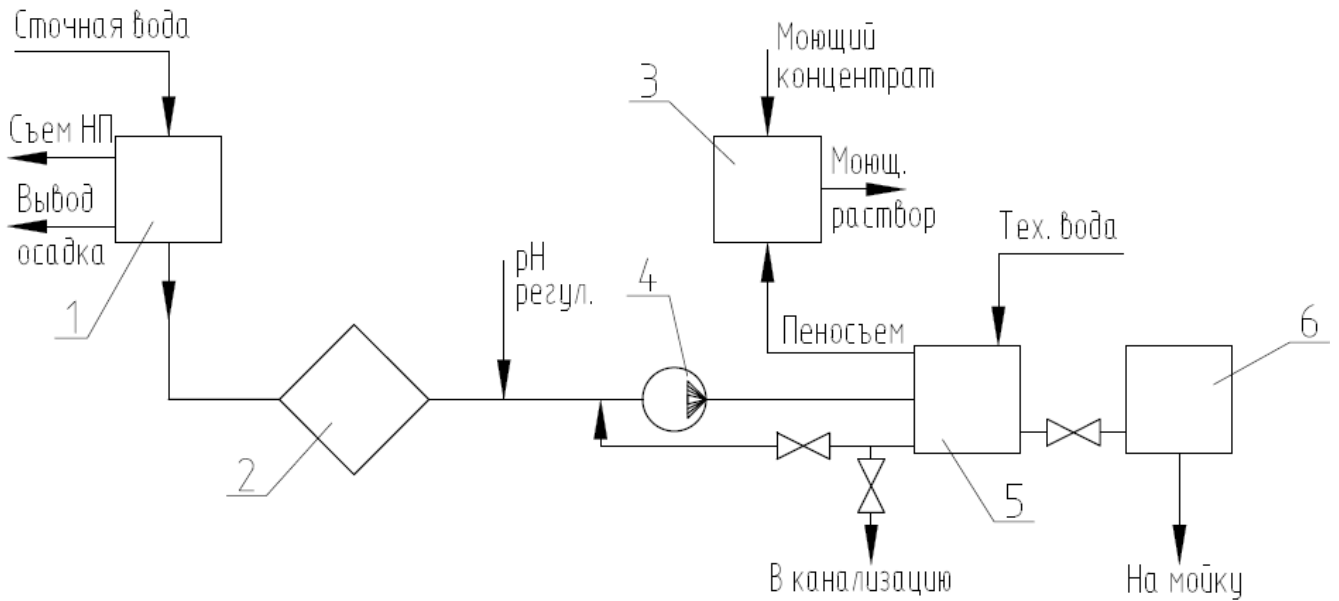 Сточная вода
Съем НП
Вывод
осадка
1
2
рН
регул.
3
Моющий
концентрат
Моющ.
раствор
4
Пеносъем
Тех. вода
5
6
В канализацию
На мойку